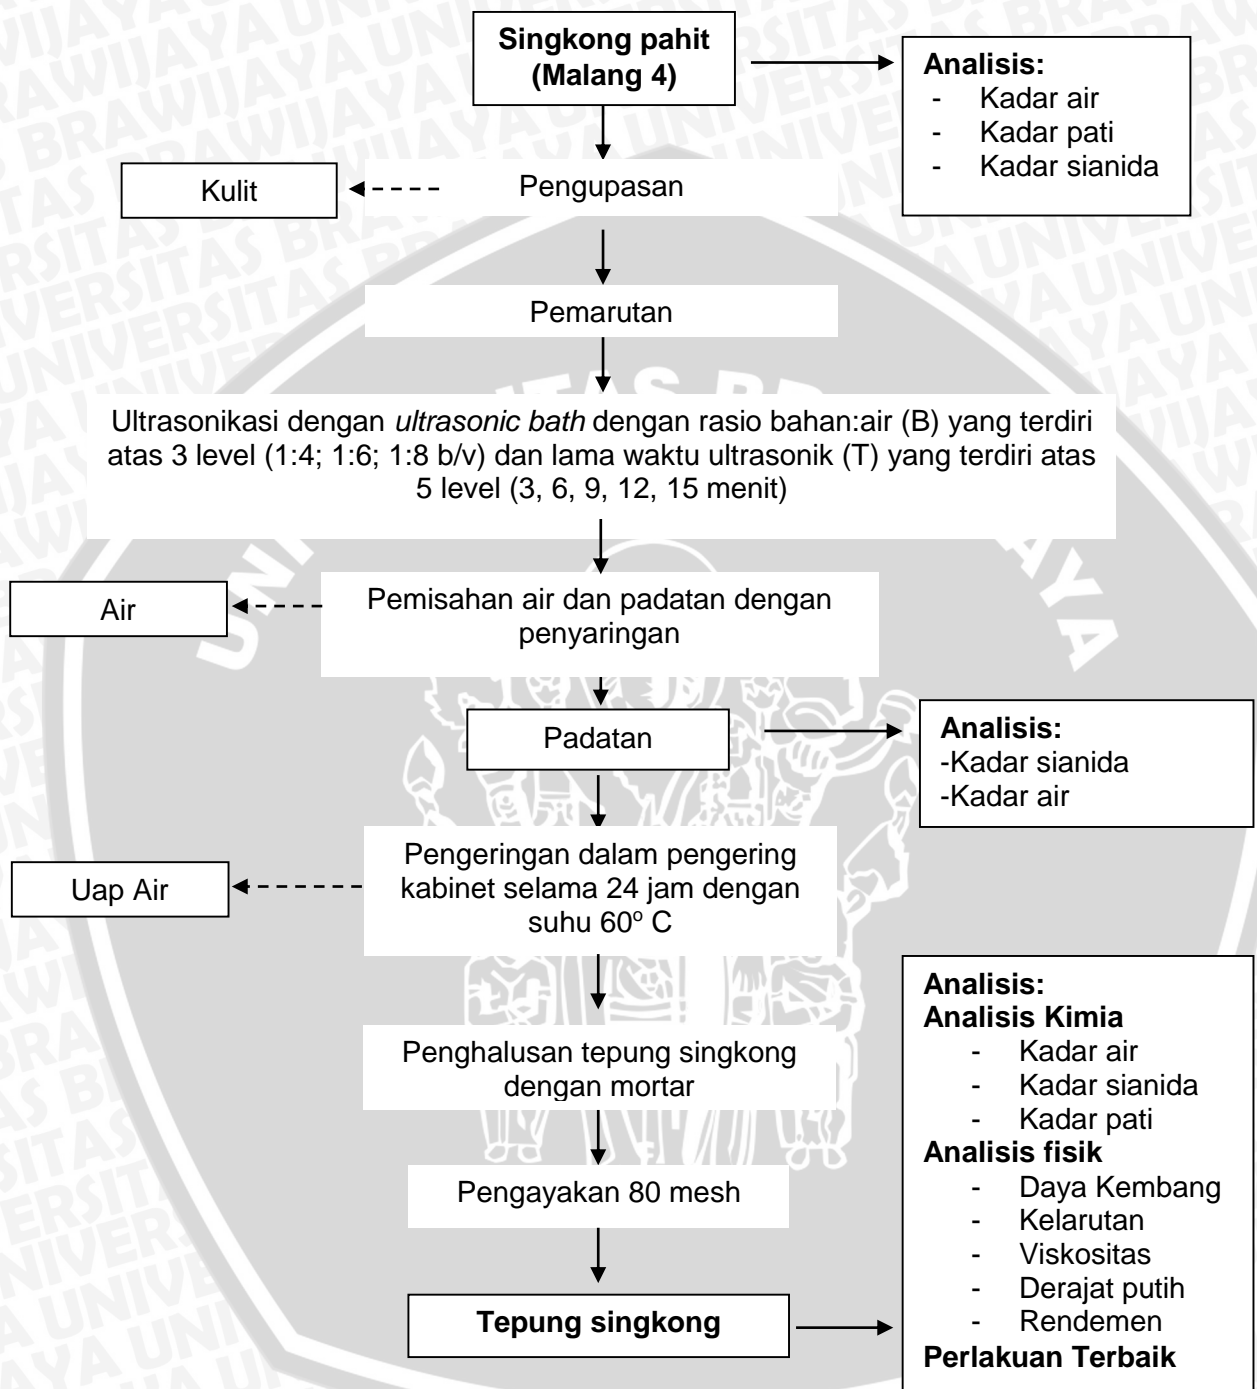 Singkong pahit
(Malang 4)
Analisis:
- Kadar air
- Kadar pati
- Kadar sianida
Kulit
Pengupasan
Pemarutan
Ultrasonikasi dengan ultrasonic bath dengan rasio bahan:air (B) yang terdiri
atas 3 level (1:4; 1:6; 1:8 b/v) dan lama waktu ultrasonik (T) yang terdiri atas
5 level (3, 6, 9, 12, 15 menit)
Air
Pemisahan air dan padatan dengan
penyaringan
Padatan
Analisis:
-Kadar sianida
-Kadar air
Uap Air
Pengeringan dalam pengering
kabinet selama 24 jam dengan
suhu 60º C
Penghalusan tepung singkong
dengan mortar
Pengayakan 80 mesh
Tepung singkong
Analisis:
Analisis Kimia
- Kadar air
- Kadar sianida
- Kadar pati
Analisis fisik
- Daya Kembang
- Kelarutan
- Viskositas
- Derajat putih
- Rendemen
Perlakuan Terbaik